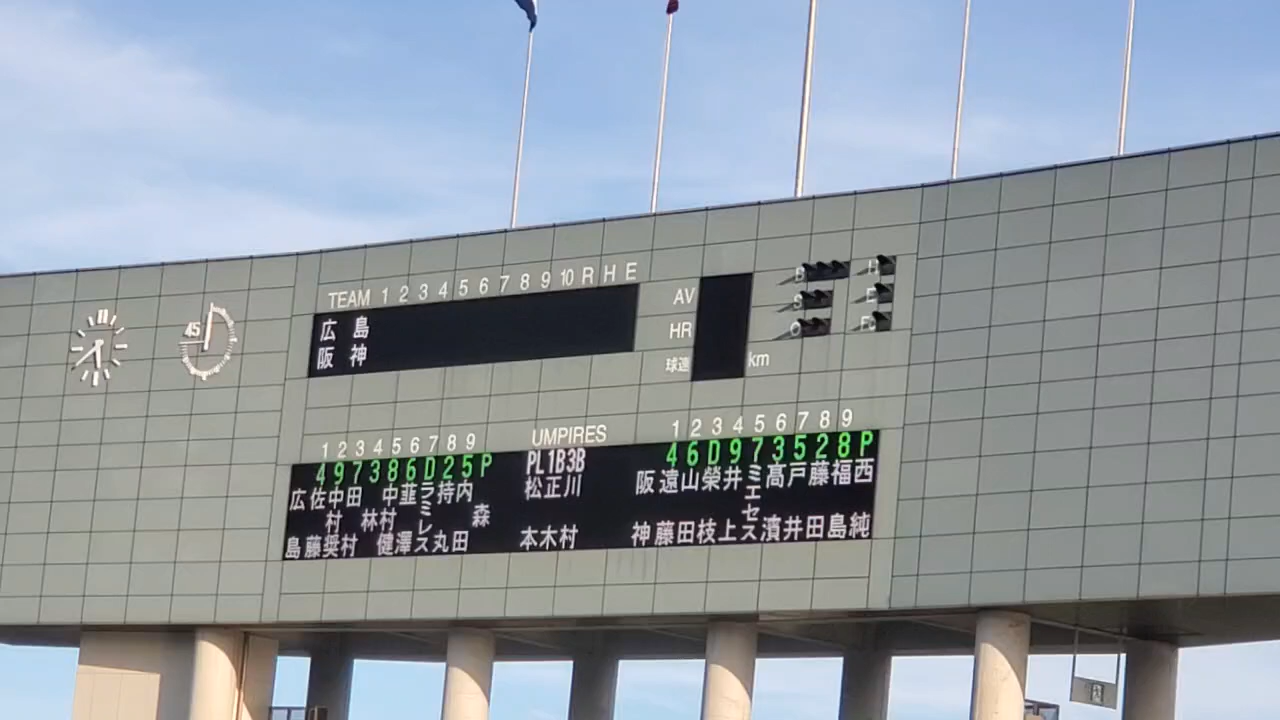 TEAM 1 2 3 4 5 6 7 8 9 10 R H E
広島
阪神
AV
HR
球速 km
B
S
O
H
E
FC
45
1 2 3 4 5 6 7 8 9
4 9 7 3 8 6 D 2 5 P
広島
佐藤
中村奨
田村
林
中村健
韮澤
ラミレス
持丸
内田
森
UMPIRES
PL 1B 3B
松本
正木
川村
1 2 3 4 5 6 7 8 9
4 6 D 9 7 3 5 2 8 P
阪神
遠藤
山田
榮枝
井上
ミエセス
髙濱
戸井
藤田
福島
西純